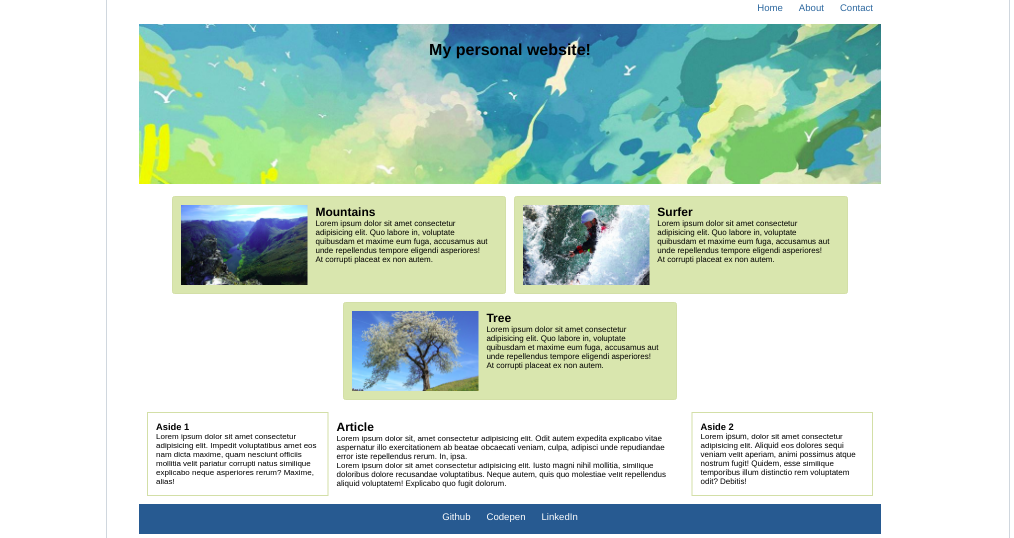 Home About Contact
My personal website!
Mountains
Lorem ipsum dolor sit amet consectetur
adipisicing elit. Quo labore in, voluptate
quibusdam et maxime eum fuga, accusamus aut
unde repellendus tempore eligendi asperiores!
At corrupti placeat ex non autem.
Surfer
Lorem ipsum dolor sit amet consectetur
adipisicing elit. Quo labore in, voluptate
quibusdam et maxime eum fuga, accusamus aut
unde repellendus tempore eligendi asperiores!
At corrupti placeat ex non autem.
Tree
Lorem ipsum dolor sit amet consectetur
adipisicing elit. Quo labore in, voluptate
quibusdam et maxime eum fuga, accusamus aut
unde repellendus tempore eligendi asperiores!
At corrupti placeat ex non autem.
Aside 1
Lorem ipsum dolor sit amet consectetur
adipisicing elit. Impedit voluptatibus amet eos
nam dicta maxime, quam nesciunt officiis
mollitia velit pariatur corrupti natus similique
explicabo neque asperiores rerum? Maxime,
alias!
Article
Lorem ipsum dolor sit, amet consectetur adipisicing elit. Odit autem expedita explicabo vitae
aspernatur illo exercitationem ab beatae obcaecati veniam, culpa, adipisci unde repudiandae
error iste repellendus rerum. In, ipsa.
Lorem ipsum dolor sit amet consectetur adipisicing elit. Iusto magni nihil mollitia, similique
doloribus dolore recusandae voluptatibus. Neque autem, quis quo molestiae velit repellendus
aliquid voluptatem! Explicabo quo fugit dolorum.
Aside 2
Lorem ipsum, dolor sit amet consectetur
adipisicing elit. Aliquid eos dolores sequi
veniam velit aperiam, animi possimus atque
nostrum fugit! Quidem, esse similique
temporibus illum distinctio rem voluptatem
odit? Debitis!
Github Codepen LinkedIn